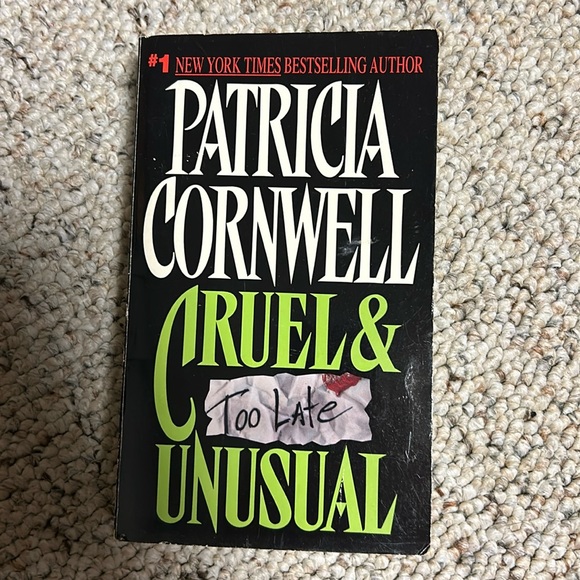 #1 NEW YORK TIMES BESTSELLING AUTHOR
PATRICIA
CORNWELL
CRUEL &
Too Late
UNUSUAL